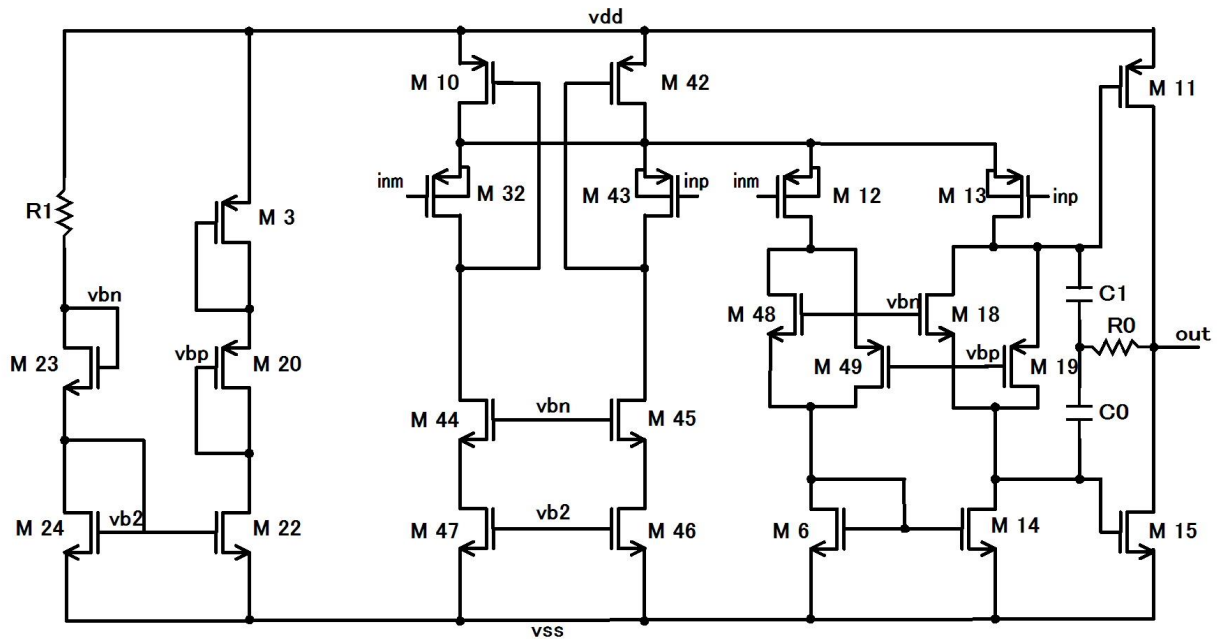 vdd
M 10
M 42
M 11
inm
M 32
M 43
inp
inm
M 12
M 13
inp
R1
M 3
vbn
vbn
C1
M 48
M 18
R0
out
M 23
vbp
M 20
M 49
vbp
M 19
M 44
vbn
M 45
C0
M 24
vb2
M 22
M 47
vb2
M 46
M 6
M 14
M 15
vss